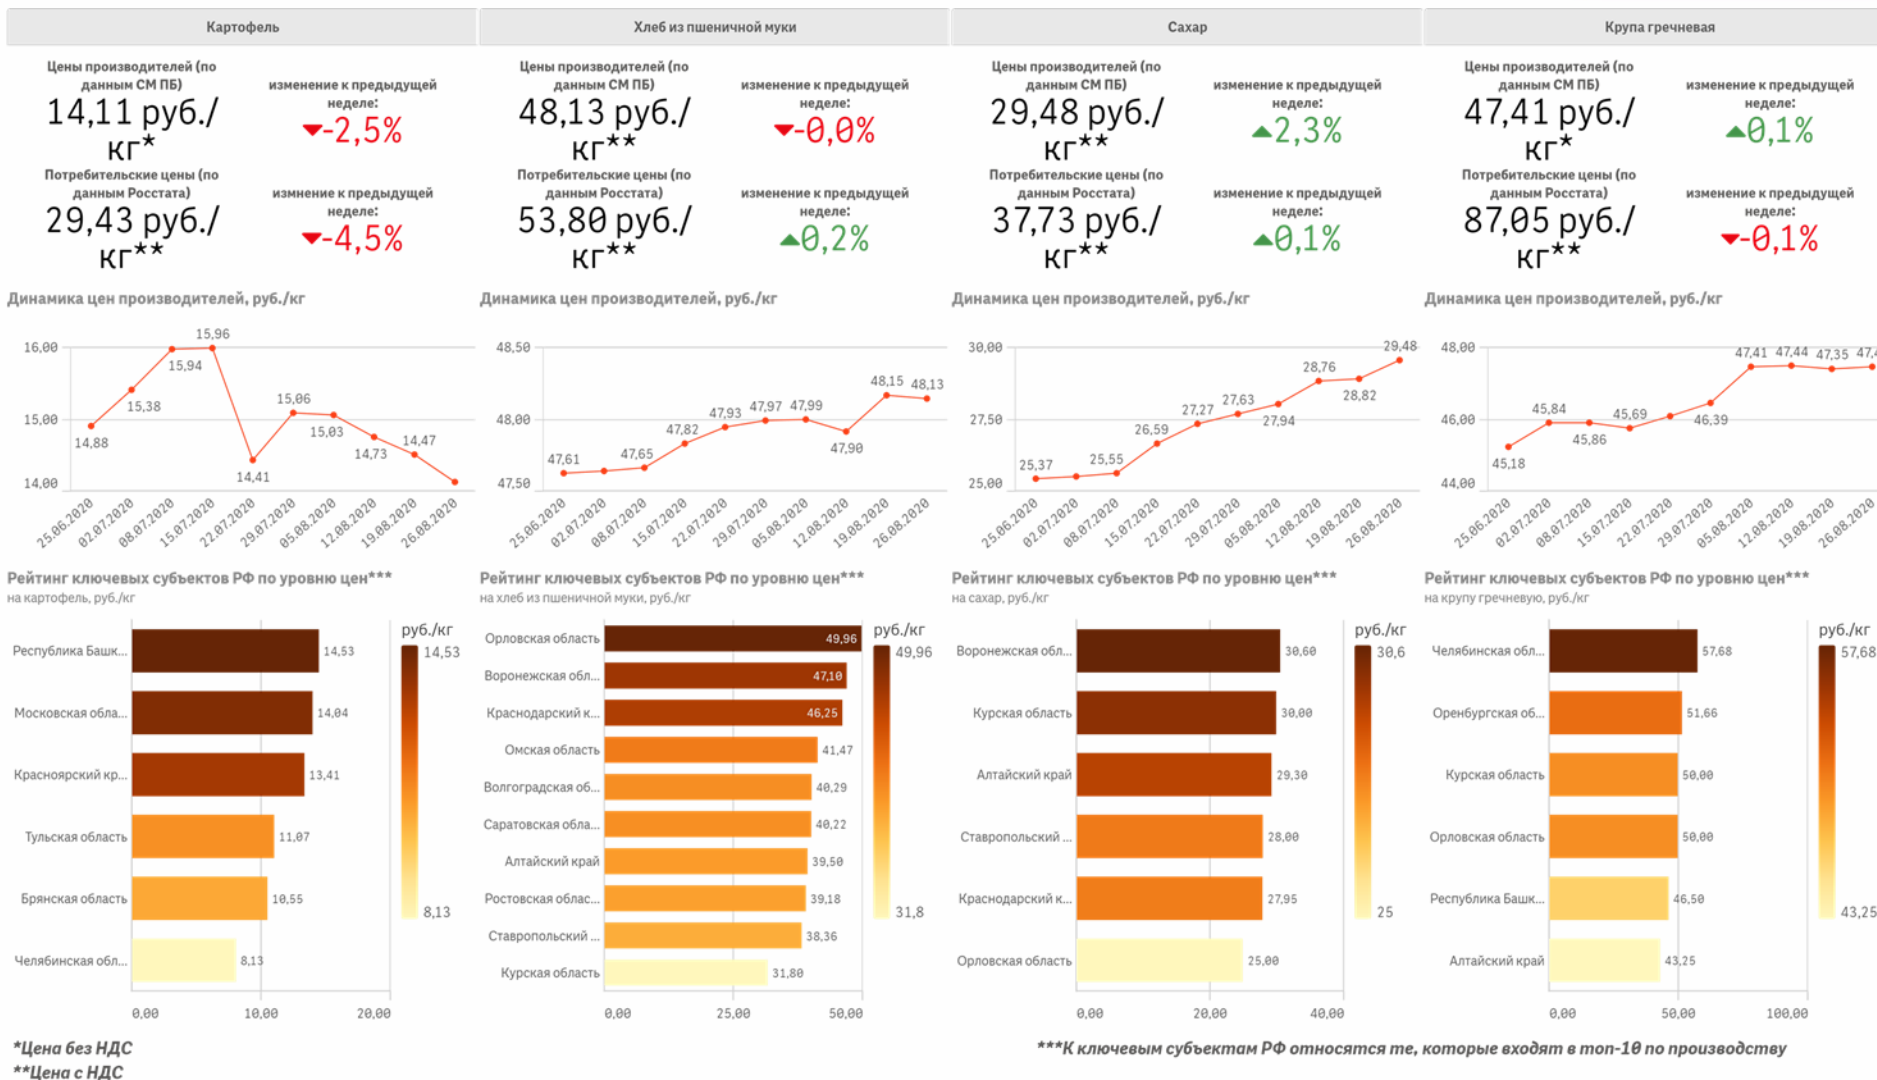 Картофель
Цены производителей (по
данным СМ ПБ)
14,11 руб./
кг*
изменение к предыдущей
неделе:
-2,5%
Потребительские цены (по
данным Росстата)
29,43 руб./
кг**
измнение к предыдущей
неделе:
-4,5%
Динамика цен производителей, руб./кг
16,00
15,00
14,00
14,88
15,38
15,94
15,96
14,41
15,06
15,03
14,73
14,47
25.06.2020
02.07.2020
08.07.2020
15.07.2020
22.07.2020
29.07.2020
05.08.2020
12.08.2020
19.08.2020
26.08.2020
Рейтинг ключевых субъектов РФ по уровню цен***
на картофель, руб./кг
Республика Башк... 14,53
Московская обла... 14,04
Красноярский кр... 13,41
Тульская область 11,07
Брянская область 10,55
Челябинская обл... 8,13
0,00 10,00 20,00
руб./кг
14,53
8,13
Хлеб из пшеничной муки
Цены производителей (по
данным СМ ПБ)
48,13 руб./
кг**
изменение к предыдущей
неделе:
-0,0%
Потребительские цены (по
данным Росстата)
53,80 руб./
кг**
изменение к предыдущей
неделе:
0,2%
Динамика цен производителей, руб./кг
48,50
48,00
47,50
47,61
47,65
47,82
47,93
47,97
47,99
47,90
48,15
48,13
25.06.2020
02.07.2020
08.07.2020
15.07.2020
22.07.2020
29.07.2020
05.08.2020
12.08.2020
19.08.2020
26.08.2020
Рейтинг ключевых субъектов РФ по уровню цен***
на хлеб из пшеничной муки, руб./кг
Орловская область 49,96
Воронежская обл... 47,10
Краснодарский к... 46,25
Омская область 41,47
Волгоградская об... 40,29
Саратовская обла... 40,22
Алтайский край 39,50
Ростовская облас... 39,18
Ставропольский ... 38,36
Курская область 31,80
0,00 25,00 50,00
руб./кг
49,96
31,8
Сахар
Цены производителей (по
данным СМ ПБ)
29,48 руб./
кг**
изменение к предыдущей
неделе:
2,3%
Потребительские цены (по
данным Росстата)
37,73 руб./
кг**
изменение к предыдущей
неделе:
0,1%
Динамика цен производителей, руб./кг
30,00
27,50
25,00
25,37
25,55
26,59
27,27
27,63
27,94
28,76
28,82
29,48
25.06.2020
02.07.2020
08.07.2020
15.07.2020
22.07.2020
29.07.2020
05.08.2020
12.08.2020
19.08.2020
26.08.2020
Рейтинг ключевых субъектов РФ по уровню цен***
на сахар, руб./кг
Воронежская обл... 30,60
Курская область 30,00
Алтайский край 29,30
Ставропольский ... 28,00
Краснодарский к... 27,95
Орловская область 25,00
0,00 20,00 40,00
руб./кг
30,6
25
Крупа гречневая
Цены производителей (по
данным СМ ПБ)
47,41 руб./
кг*
изменение к предыдущей
неделе:
0,1%
Потребительские цены (по
данным Росстата)
87,05 руб./
кг**
изменение к предыдущей
неделе:
-0,1%
Динамика цен производителей, руб./кг
48,00
46,00
44,00
45,18
45,84
45,86
45,69
46,39
47,41
47,44
47,35
47,4
25.06.2020
02.07.2020
08.07.2020
15.07.2020
22.07.2020
29.07.2020
05.08.2020
12.08.2020
19.08.2020
26.08.2020
Рейтинг ключевых субъектов РФ по уровню цен***
на крупу гречневую, руб./кг
Челябинская обл... 57,68
Оренбургская об... 51,66
Курская область 50,00
Орловская область 50,00
Республика Башк... 46,50
Алтайский край 43,25
0,00 50,00 100,00
руб./кг
57,68
43,25
*Цена без НДС
**Цена с НДС
***К ключевым субъектам РФ относятся те, которые входят в топ-10 по производству